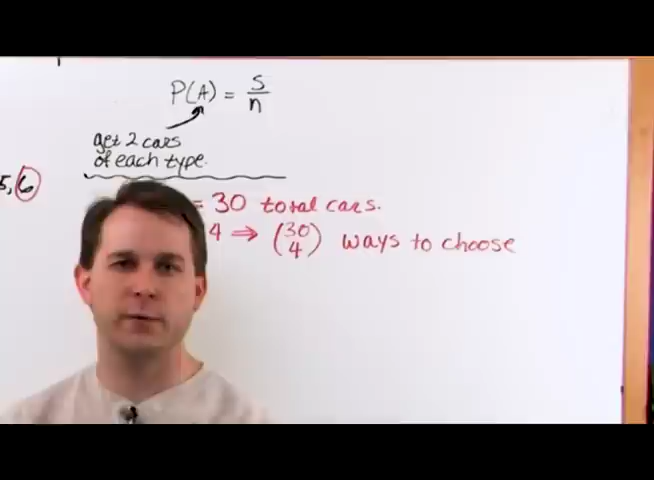 P(A) = S/n
get 2 cars
of each type.
5, 6
= 30 total cars.
4 ⇒ (30 4) ways to choose